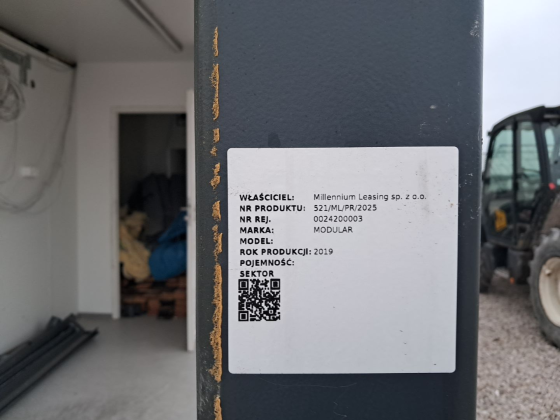 WŁAŚCICIEL: Millennium Leasing sp. z o.o.
NR PRODUKTU: 521/ML/PR/2025
NR REJ. 0024200003
MARKA: MODULAR
MODEL:
ROK PRODUKCJI: 2019
POJEMNOŚĆ:
SEKTOR